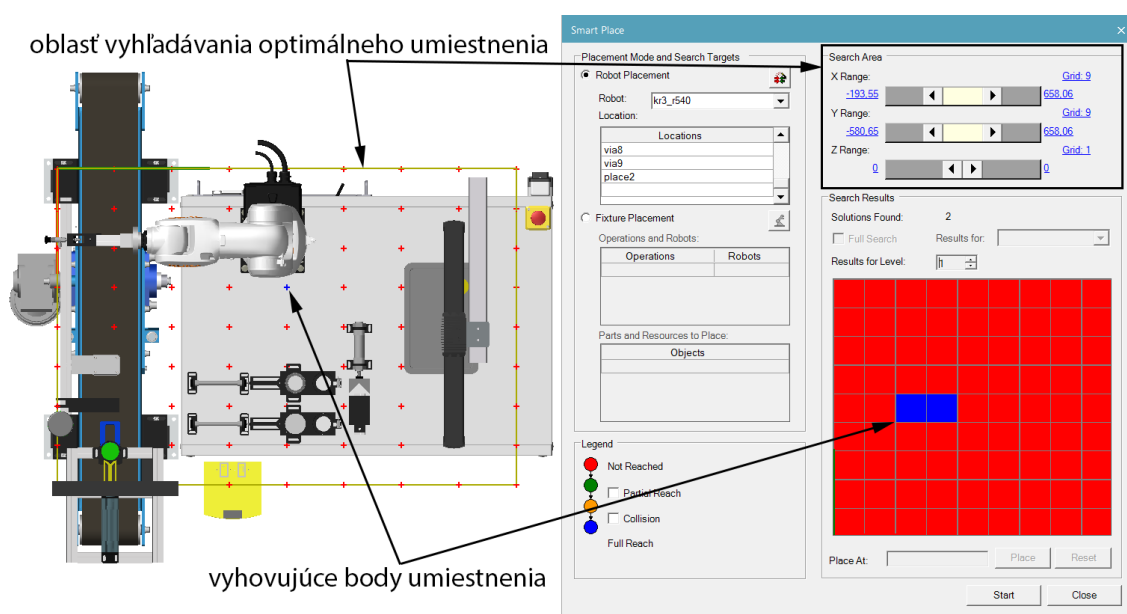 oblasť vyhľadávania optimálneho umiestnenia
vyhovujúce body umiestnenia
Smart Place
Placement Mode and Search Targets
Robot Placement
Robot: kr3_r540
Location:
Locations
via8
via9
place2
Fixture Placement
Operations and Robots:
Operations Robots
Parts and Resources to Place:
Objects
Legend
Not Reached
Partial Reach
Collision
Full Reach
Search Area
X Range: Grid: 9
-193.55 658.06
Y Range: Grid: 9
-580.65 658.06
Z Range: Grid: 1
0 0
Search Results
Solutions Found: 2
Full Search Results for:
Results for Level: 1
Place At: Place Reset
Start Close